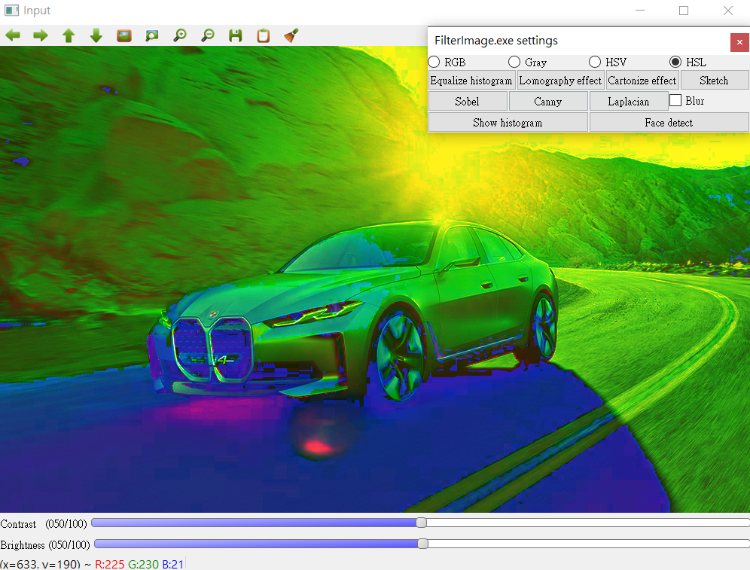 Input
FilterImage.exe settings
RGB Gray HSV HSL
Equalize histogram Lomography effect Cartonize effect Sketch
Sobel Canny Laplacian Blur
Show histogram Face detect
i4
Contrast (050/100)
Brightness (050/100)
(x=633, y=190) ~ R:225 G:230 B:21